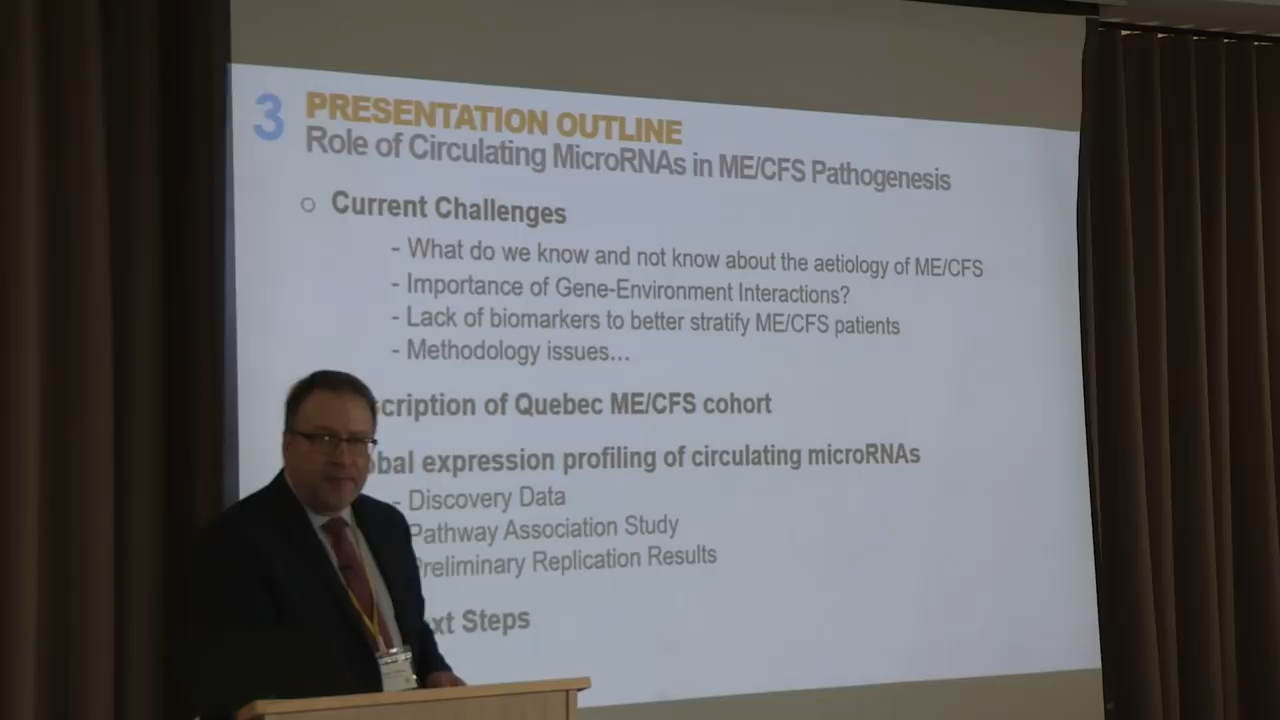 3 PRESENTATION OUTLINE
Role of Circulating MicroRNAs in ME/CFS Pathogenesis
Current Challenges
- What do we know and not know about the aetiology of ME/CFS
- Importance of Gene-Environment Interactions?
- Lack of biomarkers to better stratify ME/CFS patients
- Methodology issues...
scription of Quebec ME/CFS cohort
bal expression profiling of circulating microRNAs
- Discovery Data
Pathway Association Study
Preliminary Replication Results
xt Steps